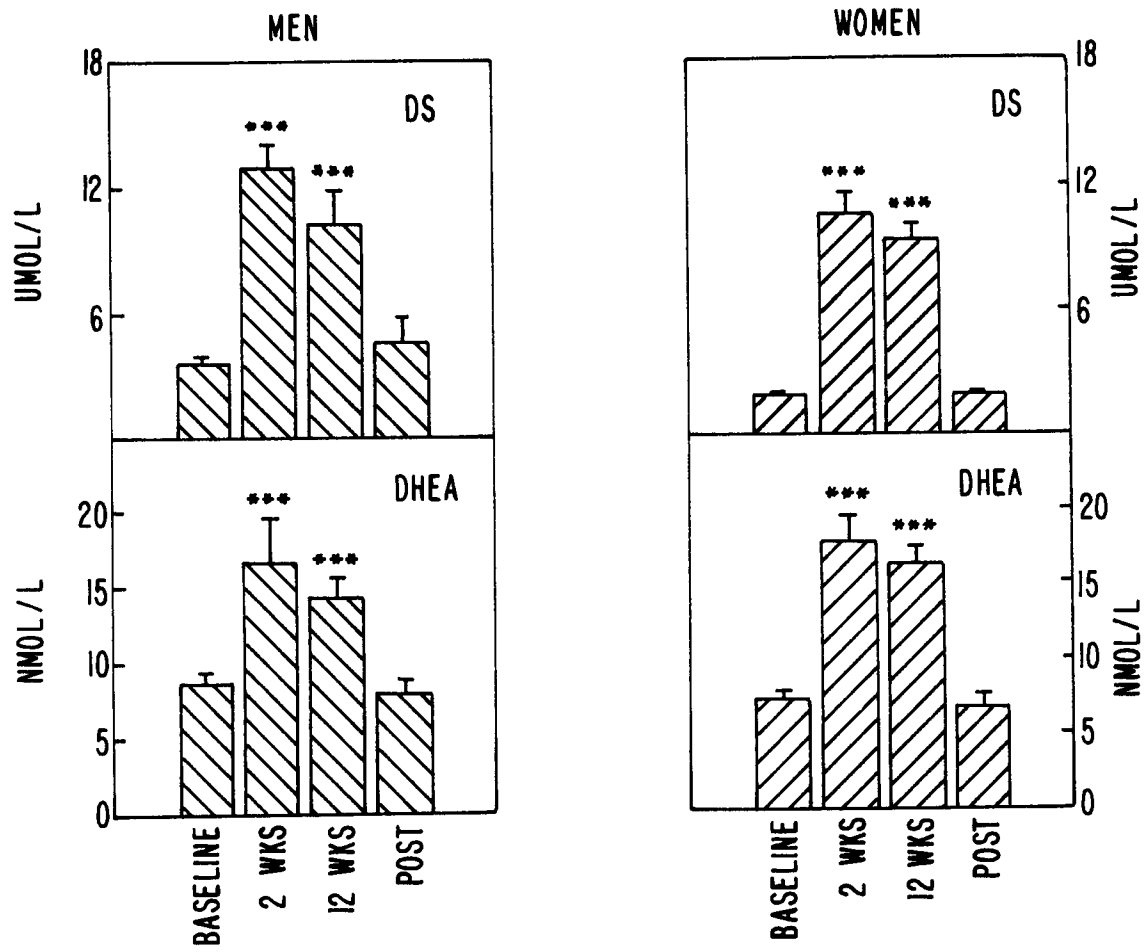 MEN
WOMEN
18
DS
***
***
12
6
UMOL/L
DHEA
***
***
20
15
10
5
0
NMOL/L
BASELINE
2 WKS
12 WKS
POST
18
DS
***
***
12
6
UMOL/L
DHEA
***
***
20
15
10
5
0
NMOL/L
BASELINE
2 WKS
12 WKS
POST